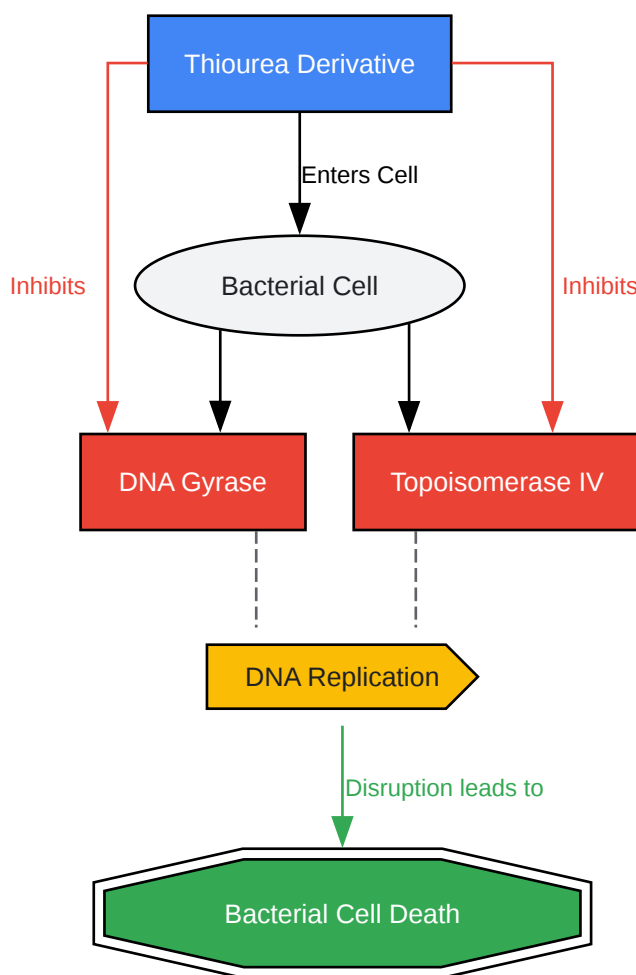 Thiourea Derivative
Enters Cell
Inhibits
Bacterial Cell
Inhibits
DNA Gyrase
Topoisomerase IV
DNA Replication
Disruption leads to
Bacterial Cell Death